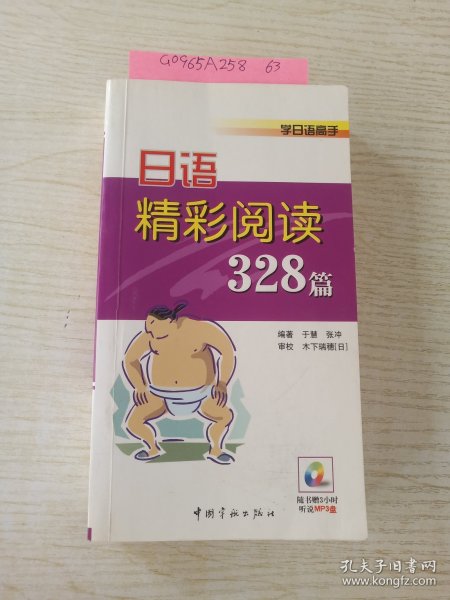 G0965A258 63
学日语高手
日语
精彩阅读
328篇
编著 于慧 张冲
审校 木下瑞穗[日]
随书赠3小时
听说MP3盘
中国宇航出版社
孔夫子旧书网
www.kongfz.com